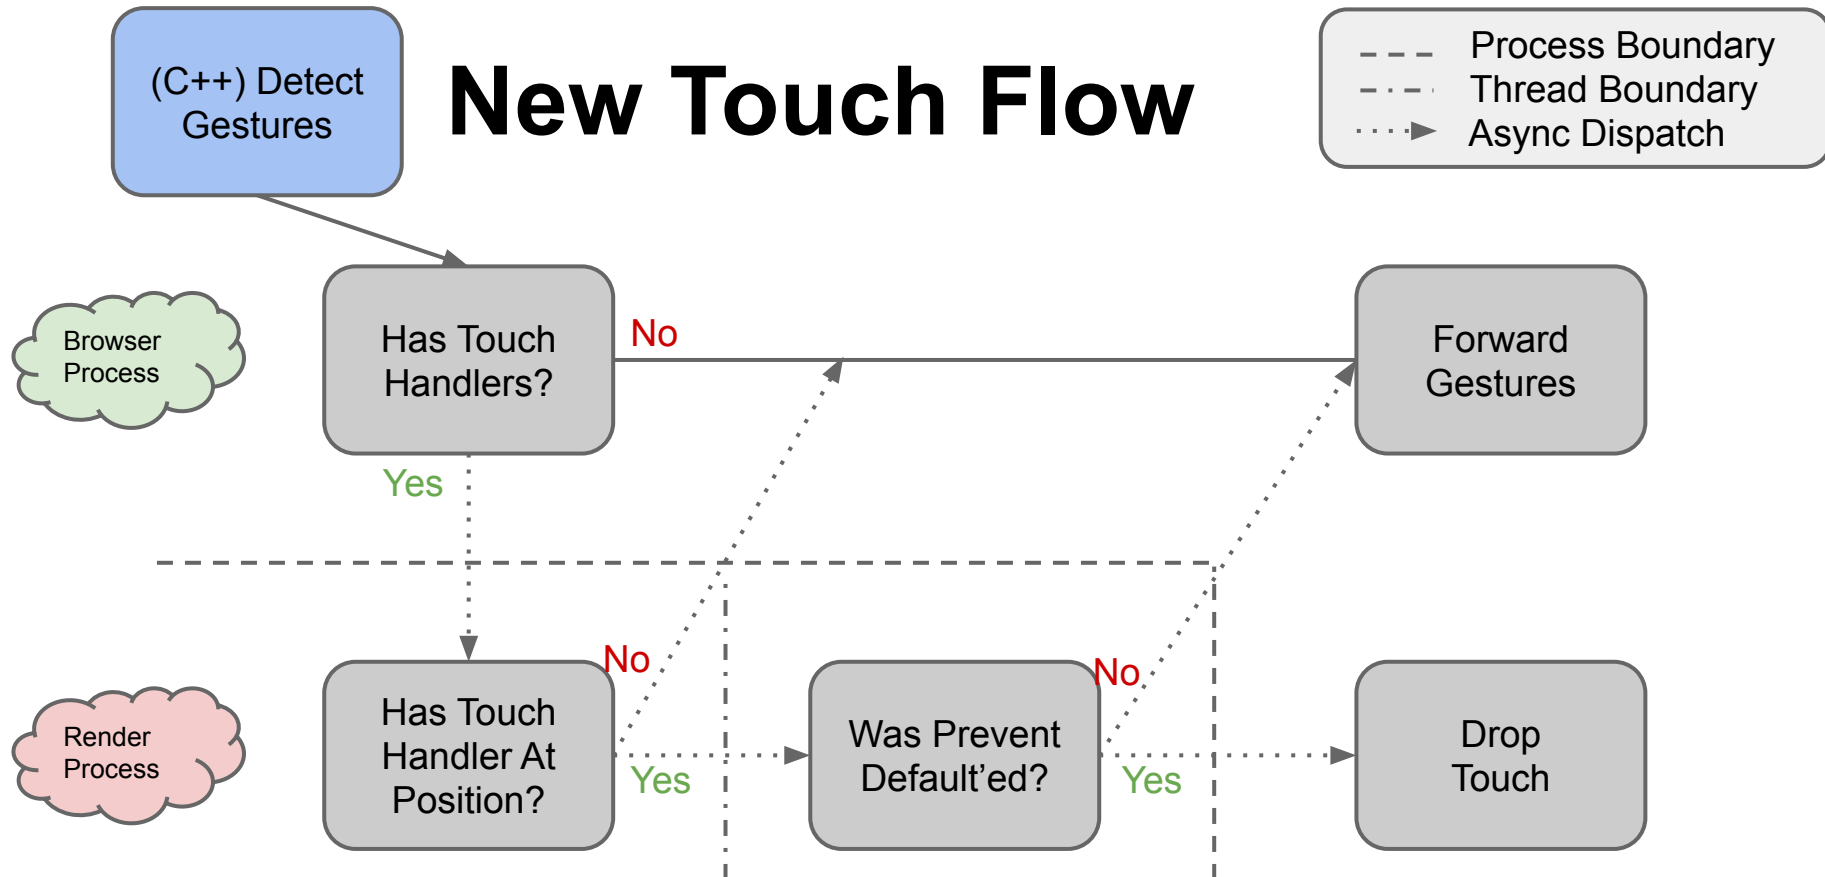 (C++) Detect
Gestures
New Touch Flow
Process Boundary
Thread Boundary
Async Dispatch
Browser
Process
Has Touch
Handlers?
No
Forward
Gestures
Yes
Render
Process
Has Touch
Handler At
Position?
No
Yes
Was Prevent
Default’ed?
No
Yes
Drop
Touch